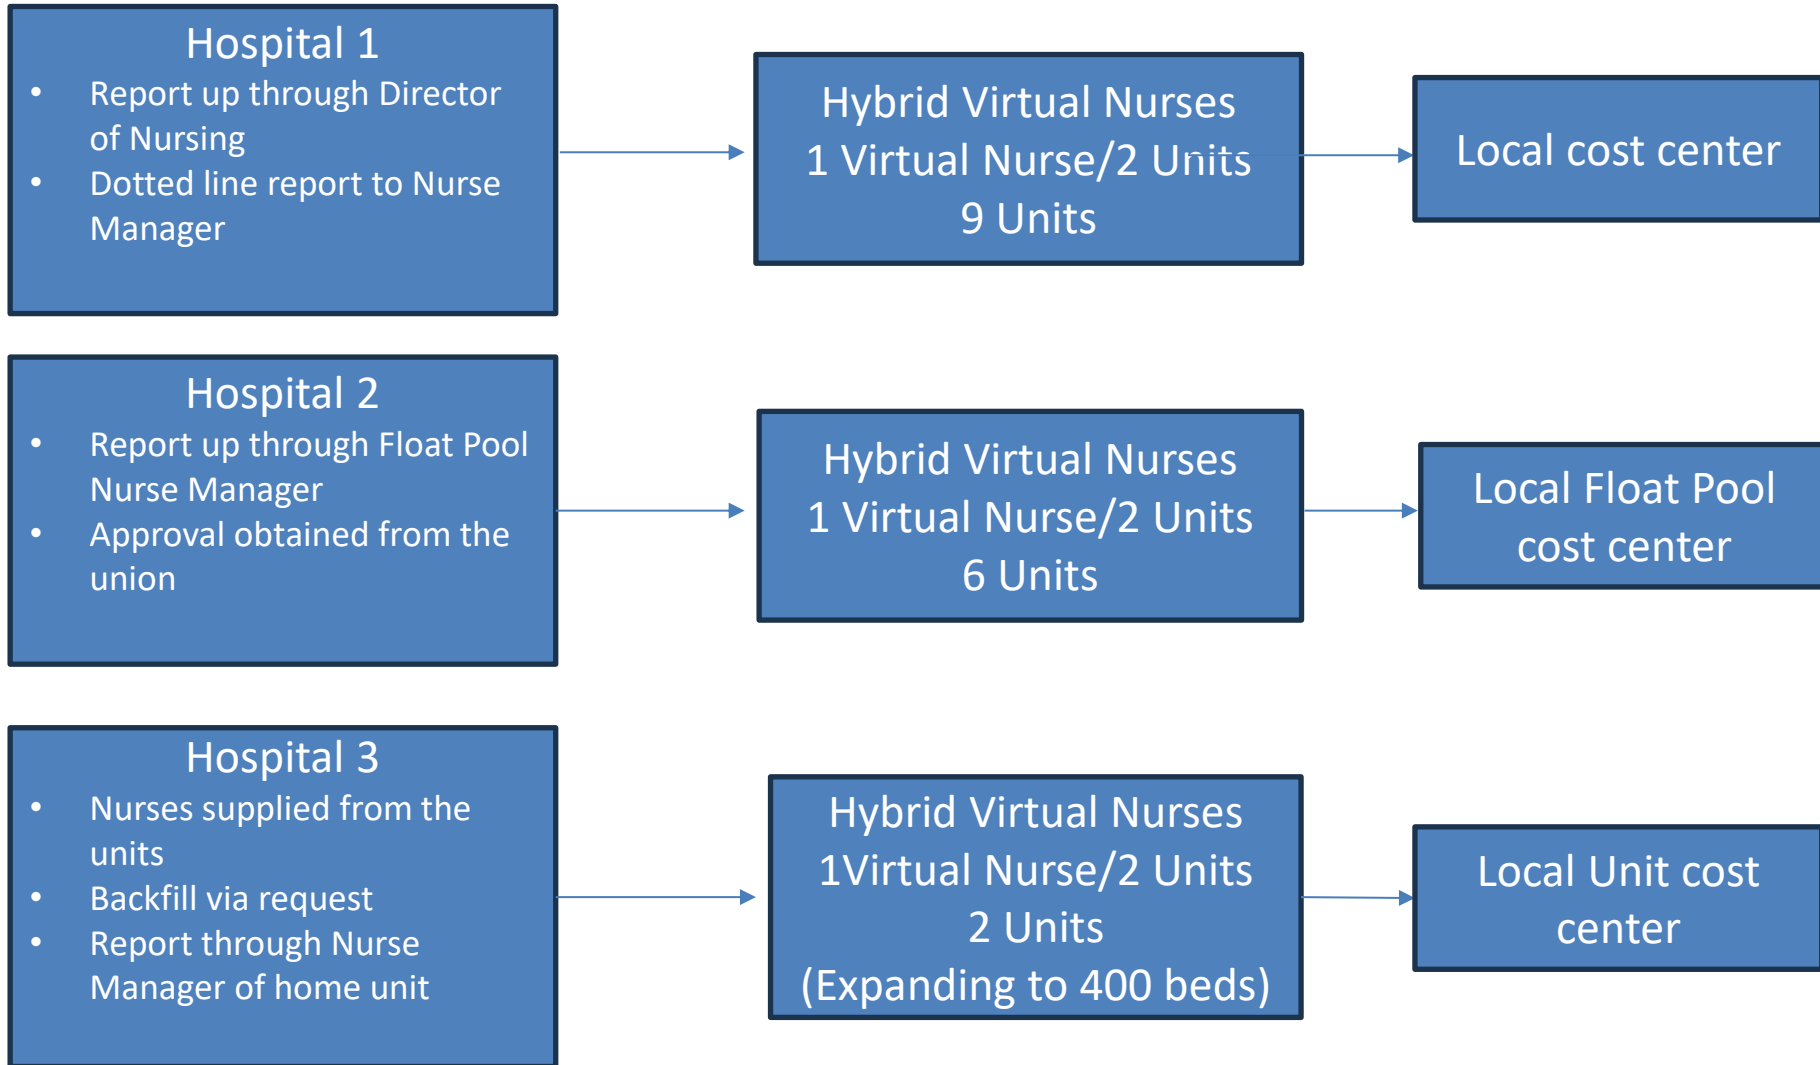 Hospital 1
• Report up through Director
of Nursing
• Dotted line report to Nurse
Manager
Hybrid Virtual Nurses
1 Virtual Nurse/2 Units
9 Units
Local cost center
Hospital 2
• Report up through Float Pool
Nurse Manager
• Approval obtained from the
union
Hybrid Virtual Nurses
1 Virtual Nurse/2 Units
6 Units
Local Float Pool
cost center
Hospital 3
• Nurses supplied from the
units
• Backfill via request
• Report through Nurse
Manager of home unit
Hybrid Virtual Nurses
1Virtual Nurse/2 Units
2 Units
(Expanding to 400 beds)
Local Unit cost
center